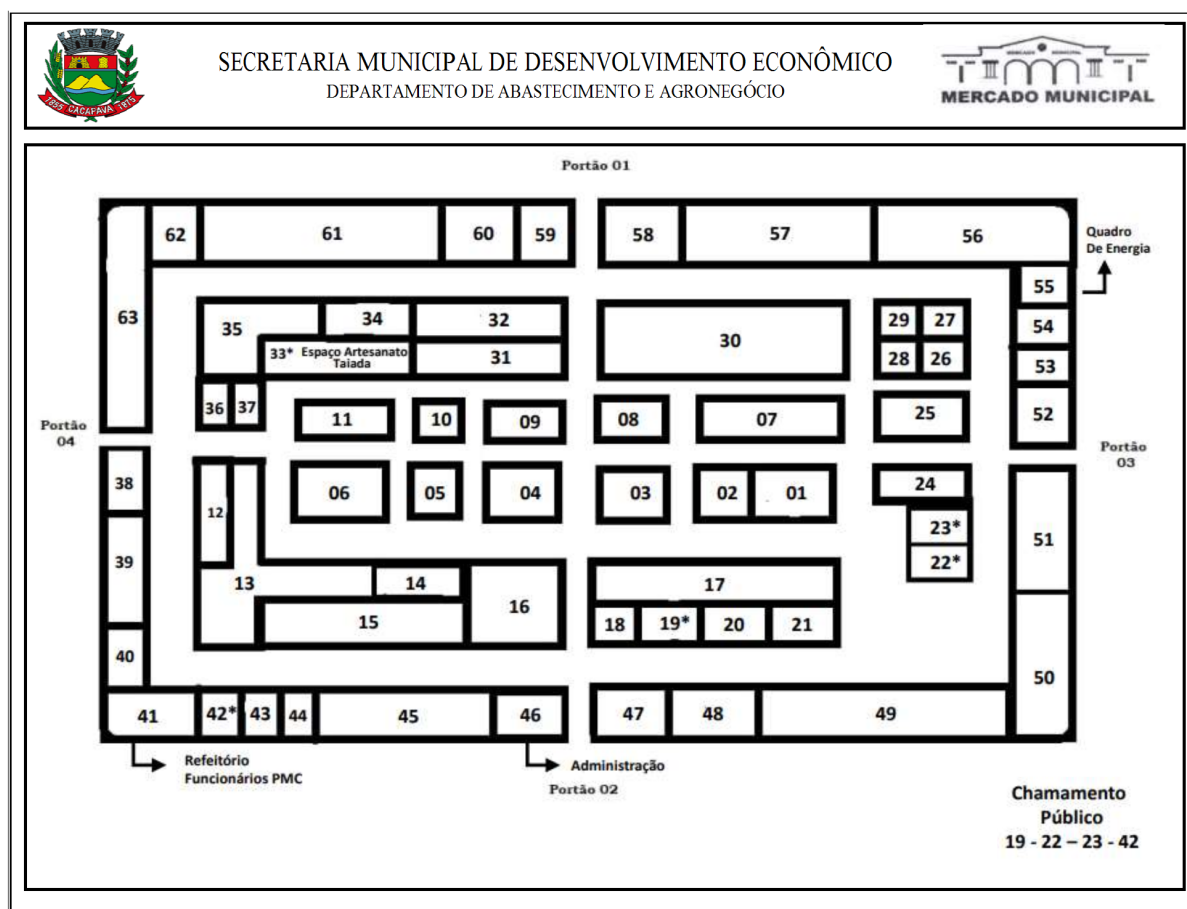 SECRETARIA MUNICIPAL DE DESENVOLVIMENTO ECONÔMICO
DEPARTAMENTO DE ABASTECIMENTO E AGRONEGÓCIO
1855 CAÇAPAVA 1875
MERCADO MUNICIPAL
MERCADO MUNICIPAL
Portão 01
62 61 60 59 58 57 56
Quadro
De Energia
55
63 35 34 32 30 29 27 54
33* Espaço Artesanato
Taiada
31 28 26 53
36 37 11 10 09 08 07 25 52
Portão
04
Portão
03
38 06 05 04 03 02 01 24
12 23* 51
39 13 14 16 17 22*
15 18 19* 20 21
40 50
41 42* 43 44 45 46 47 48 49
Refeitório
Funcionários PMC
Administração
Portão 02
Chamamento
Público
19 - 22 – 23 - 42